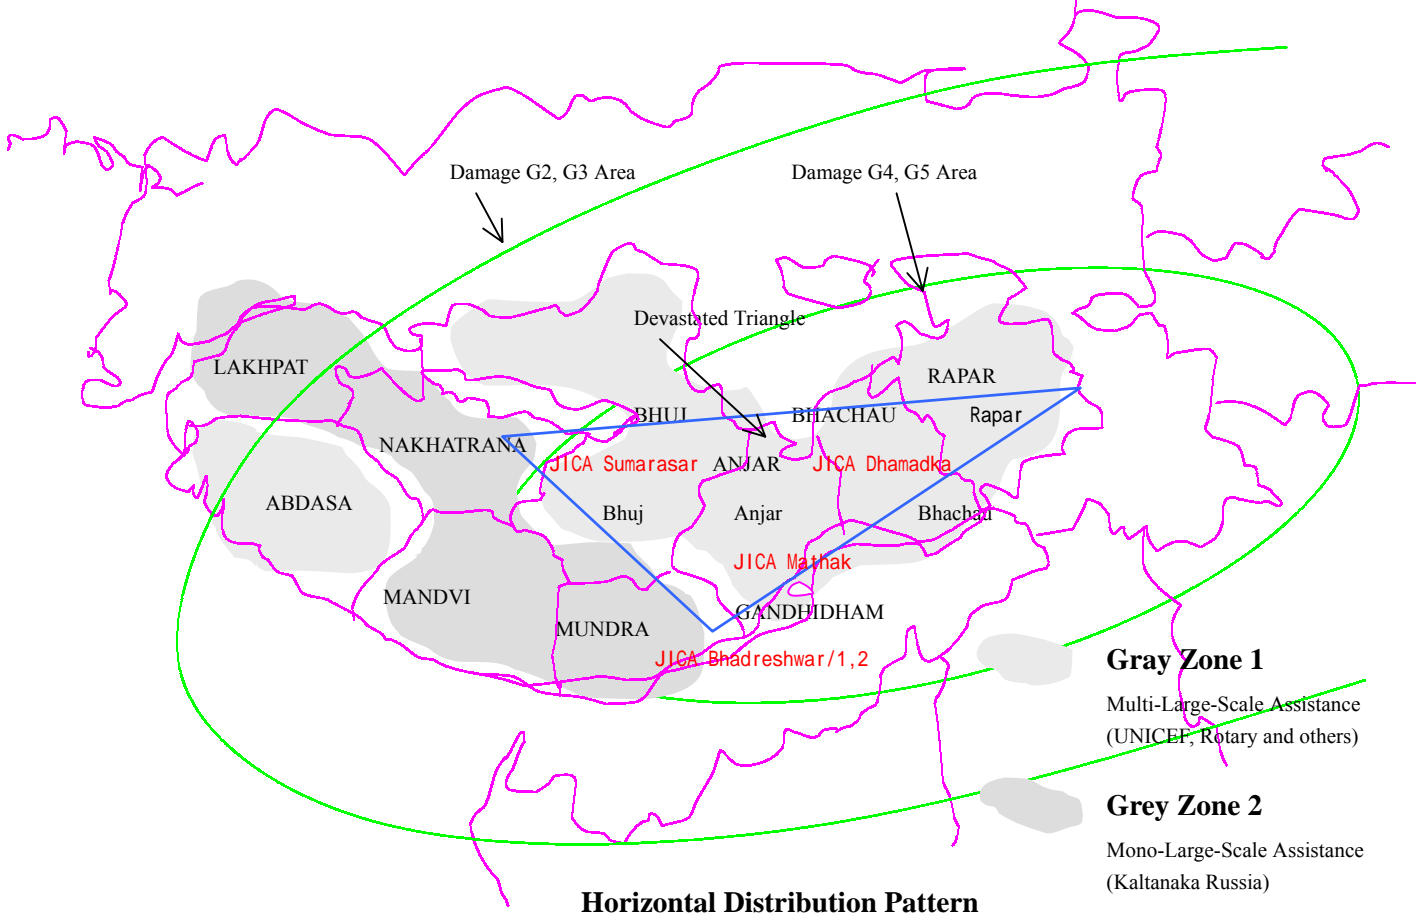 Damage G2, G3 Area
Damage G4, G5 Area
Devastated Triangle
LAKHPAT
RAPAR
BHUJ
BHACHAU
Rapar
NAKHATRANA
JICA Sumarasar
ANJAR
JICA Dhamadka
ABDASA
Bhuj
Anjar
Bhachau
JICA Mathak
MANDVI
GANDHIDHAM
MUNDRA
JICA Bhadreshwar/1,2
Gray Zone 1
Multi-Large-Scale Assistance
(UNICEF, Rotary and others)
Grey Zone 2
Mono-Large-Scale Assistance
(Kaltanaka Russia)
Horizontal Distribution Pattern